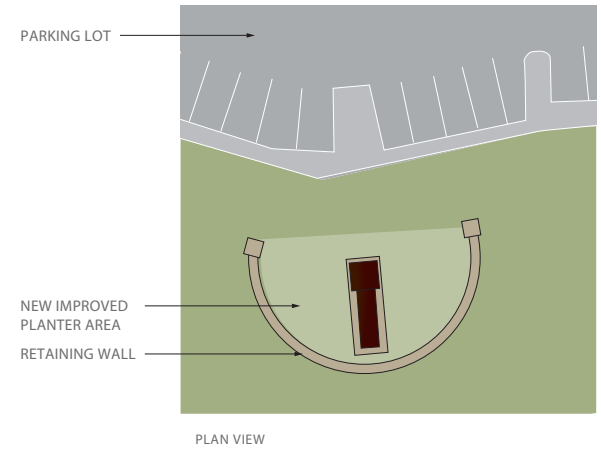 PARKING LOT
NEW IMPROVED
PLANTER AREA
RETAINING WALL
PLAN VIEW